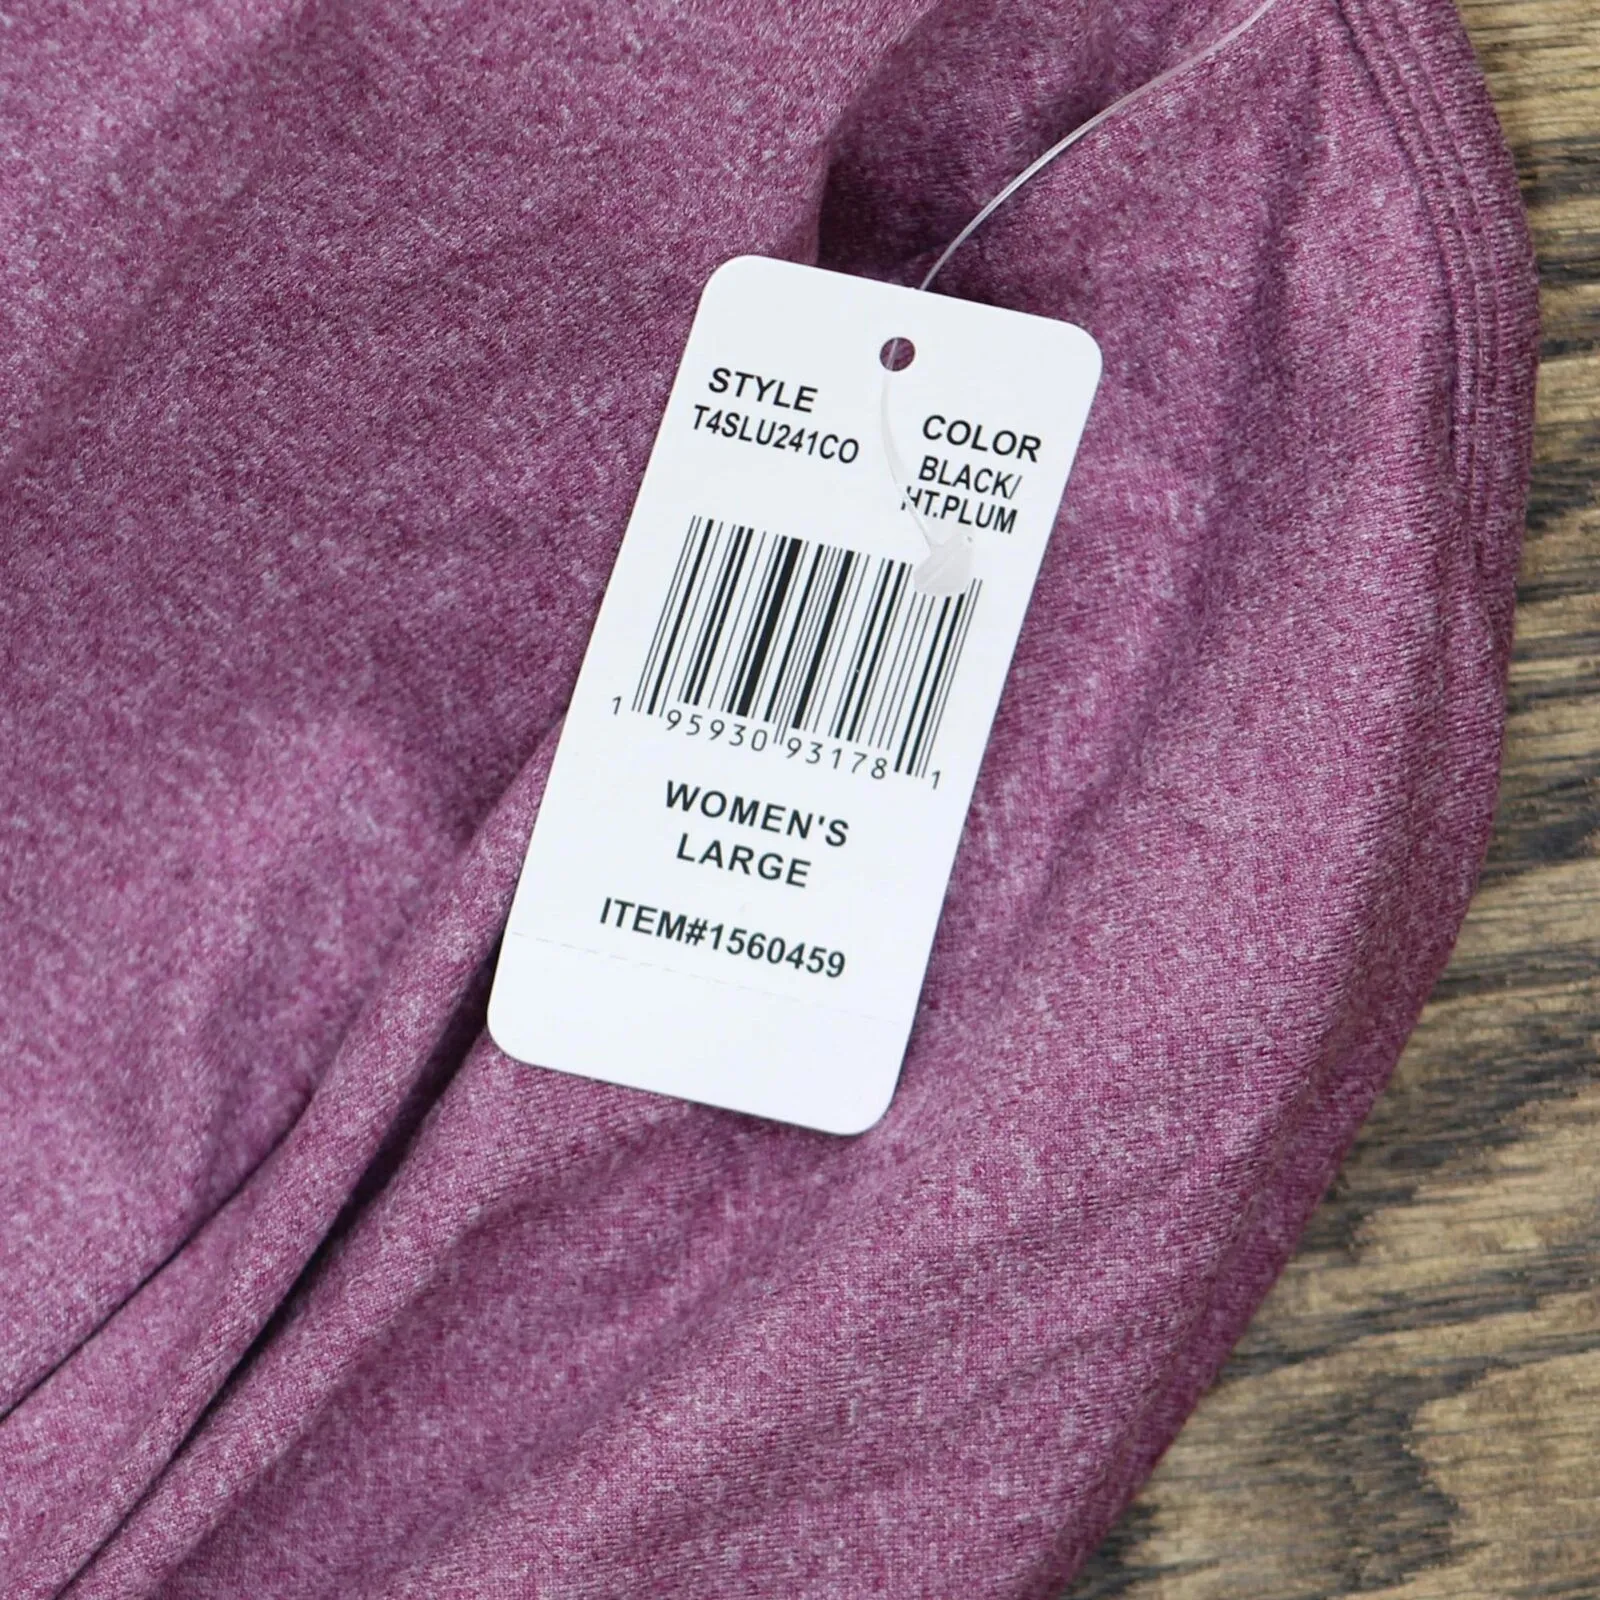 STYLE
T4SLU241CO
COLOR
BLACK/
HT.PLUM
1 95930 93178 1
WOMEN'S
LARGE
ITEM#1560459